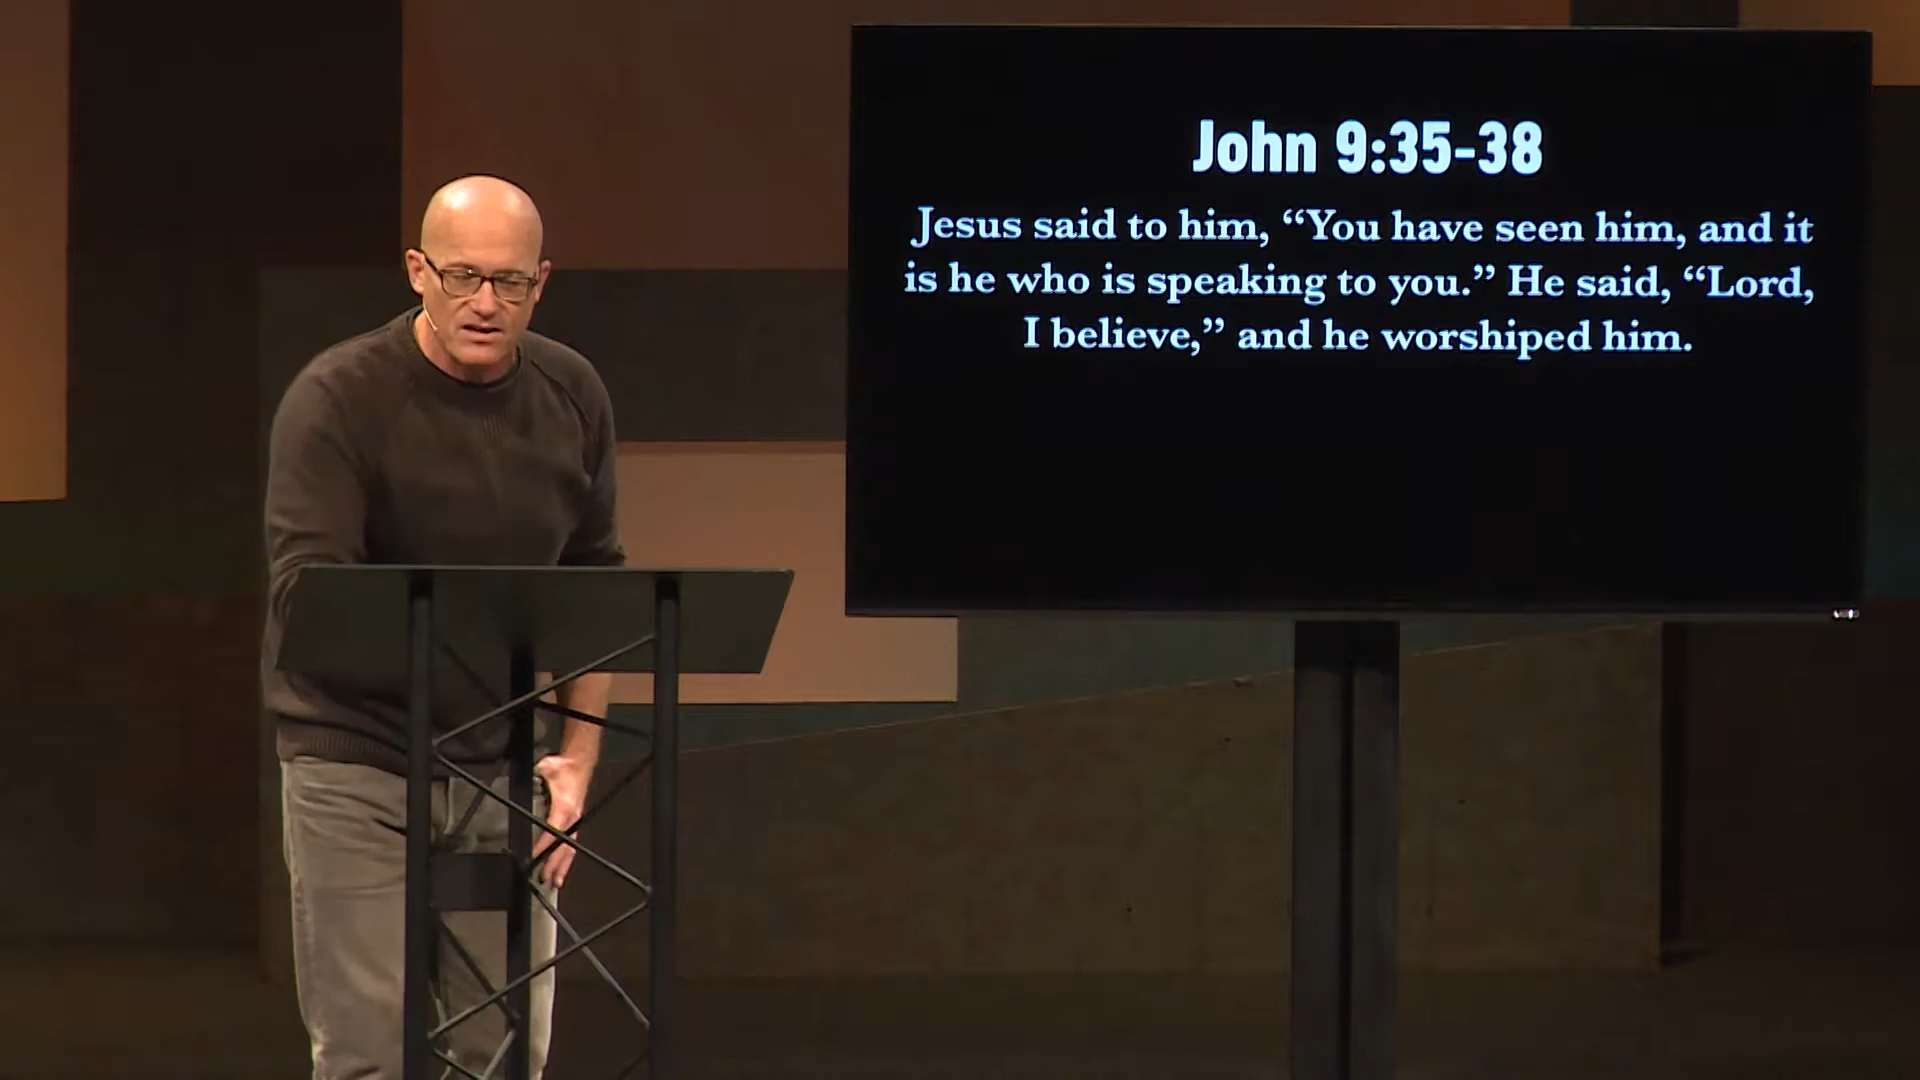 John 9:35-38
Jesus said to him, “You have seen him, and it
is he who is speaking to you.” He said, “Lord,
I believe,” and he worshiped him.